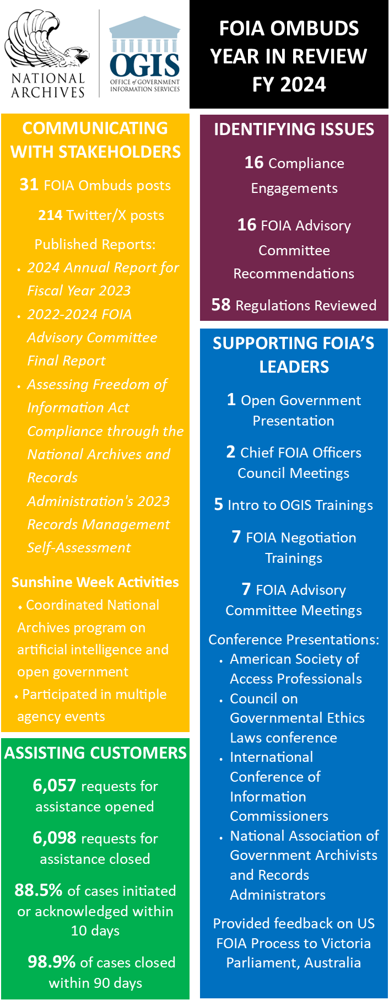 NATIONAL
ARCHIVES
OGIS
OFFICE of GOVERNMENT
INFORMATION SERVICES
FOIA OMBUDS
YEAR IN REVIEW
FY 2024
COMMUNICATING
WITH STAKEHOLDERS
31 FOIA Ombuds posts
214 Twitter/X posts
Published Reports:
• 2024 Annual Report for
Fiscal Year 2023
• 2022-2024 FOIA
Advisory Committee
Final Report
• Assessing Freedom of
Information Act
Compliance through the
National Archives and
Records
Administration's 2023
Records Management
Self-Assessment
Sunshine Week Activities
⬥ Coordinated National
Archives program on
artificial intelligence and
open government
⬥ Participated in multiple
agency events
ASSISTING CUSTOMERS
6,057 requests for
assistance opened
6,098 requests for
assistance closed
88.5% of cases initiated
or acknowledged within
10 days
98.9% of cases closed
within 90 days
IDENTIFYING ISSUES
16 Compliance
Engagements
16 FOIA Advisory
Committee
Recommendations
58 Regulations Reviewed
SUPPORTING FOIA’S
LEADERS
1 Open Government
Presentation
2 Chief FOIA Officers
Council Meetings
5 Intro to OGIS Trainings
7 FOIA Negotiation
Trainings
7 FOIA Advisory
Committee Meetings
Conference Presentations:
• American Society of
Access Professionals
• Council on
Governmental Ethics
Laws conference
• International
Conference of
Information
Commissioners
• National Association of
Government Archivists
and Records
Administrators
Provided feedback on US
FOIA Process to Victoria
Parliament, Australia